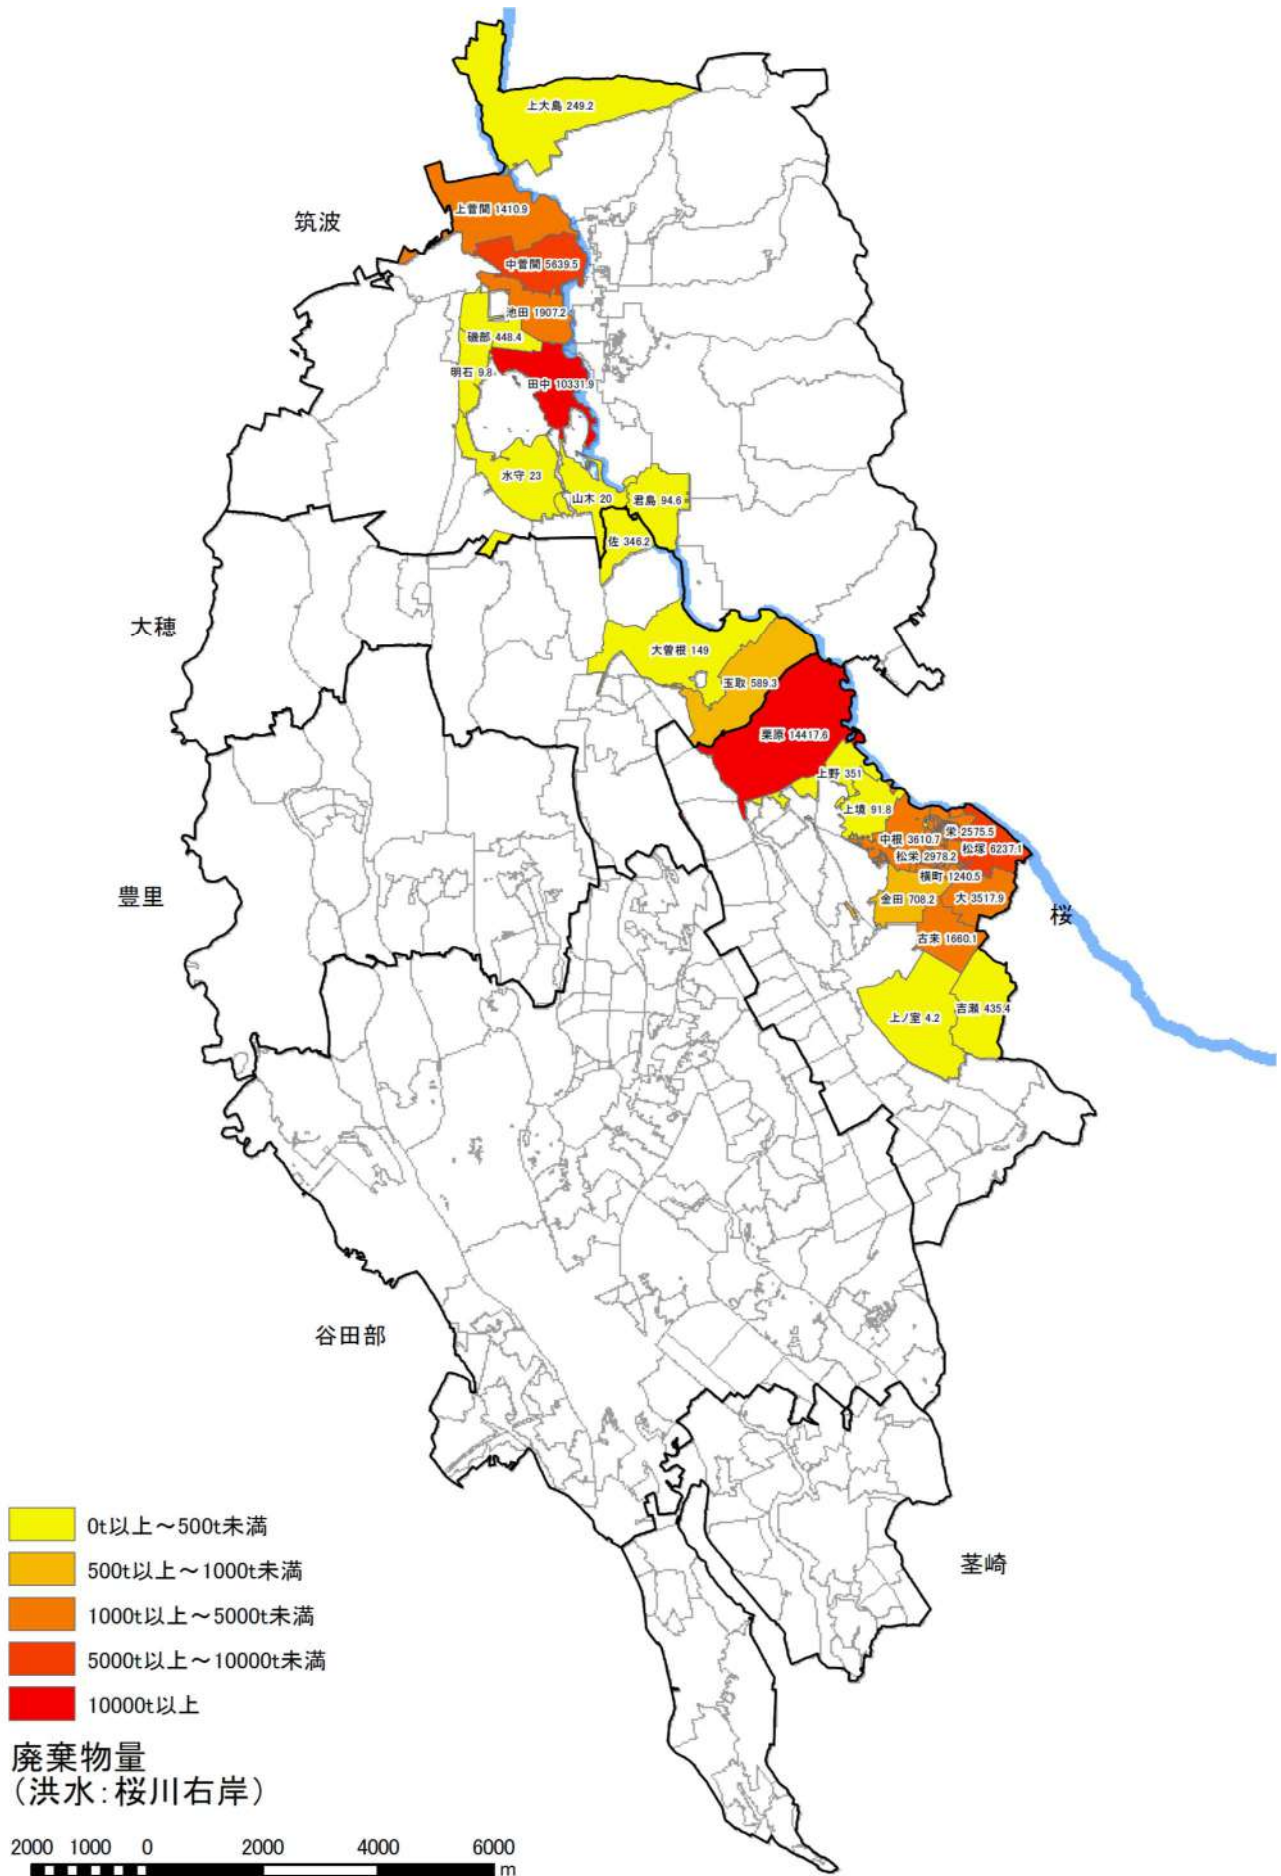 上大島 249.2
上菅間 1410.9
筑波
中菅間 5639.5
池田 1907.2
磯部 448.4
明石 9.8
田中 10331.9
水守 23
山木 20
君島 94.6
佐 346.2
大穂
大曽根 149
玉取 589.3
栗原 14417.6
上野 351
上境 91.8
中根 3610.7
栄 2575.5
松塚 6237.1
松栄 2978.2
横町 1240.5
豊里
金田 708.2
大 3517.9
桜
古来 1660.1
上ノ室 4.2
吉瀬 435.4
谷田部
茎崎
0t以上～500t未満
500t以上～1000t未満
1000t以上～5000t未満
5000t以上～10000t未満
10000t以上
廃棄物量
（洪水：桜川右岸）
2000 1000 0 2000 4000 6000
m